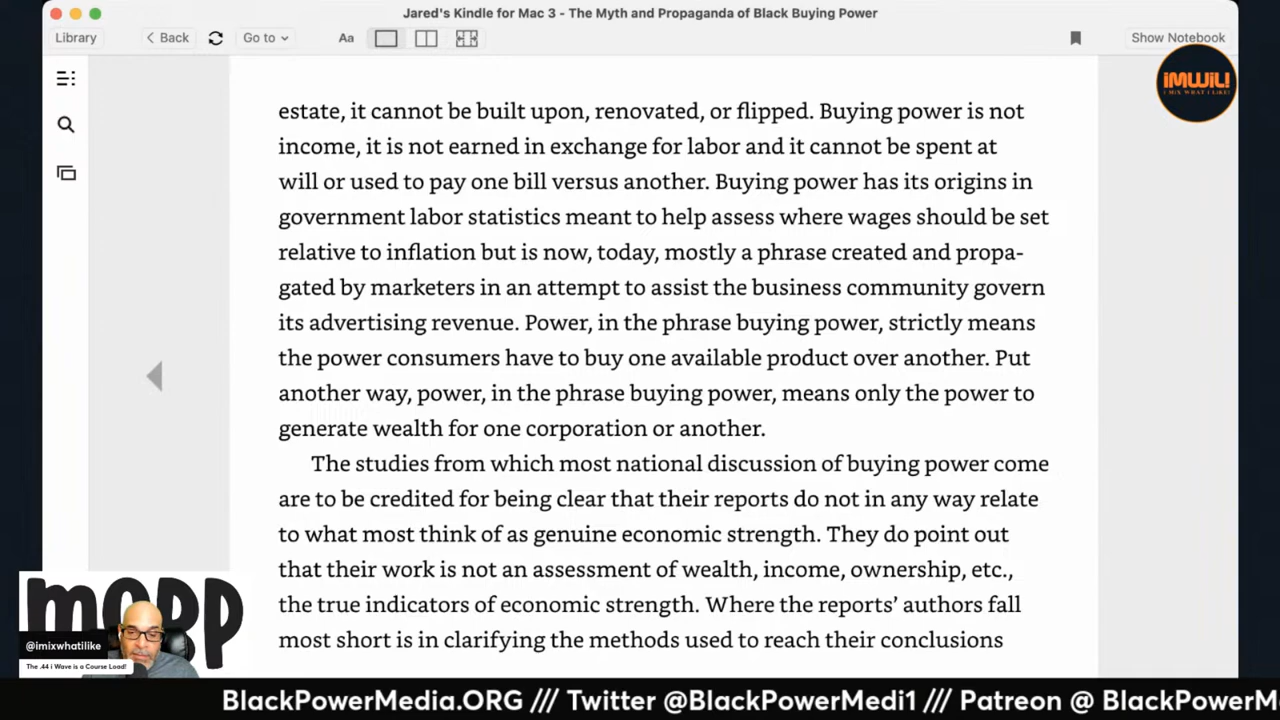 Jared's Kindle for Mac 3 - The Myth and Propaganda of Black Buying Power
Library
Back
Go to
Aa
Show Notebook
iMWiL!
I MIX WHAT I LIKE!
estate, it cannot be built upon, renovated, or flipped. Buying power is not
income, it is not earned in exchange for labor and it cannot be spent at
will or used to pay one bill versus another. Buying power has its origins in
government labor statistics meant to help assess where wages should be set
relative to inflation but is now, today, mostly a phrase created and propa-
gated by marketers in an attempt to assist the business community govern
its advertising revenue. Power, in the phrase buying power, strictly means
the power consumers have to buy one available product over another. Put
another way, power, in the phrase buying power, means only the power to
generate wealth for one corporation or another.
The studies from which most national discussion of buying power come
are to be credited for being clear that their reports do not in any way relate
to what most think of as genuine economic strength. They do point out
that their work is not an assessment of wealth, income, ownership, etc.,
the true indicators of economic strength. Where the reports' authors fall
most short is in clarifying the methods used to reach their conclusions
@imixwhatilike
The .44 i Wave is a Course Load!
BlackPowerMedia.ORG /// Twitter @BlackPowerMedi1 /// Patreon @ BlackPowerM